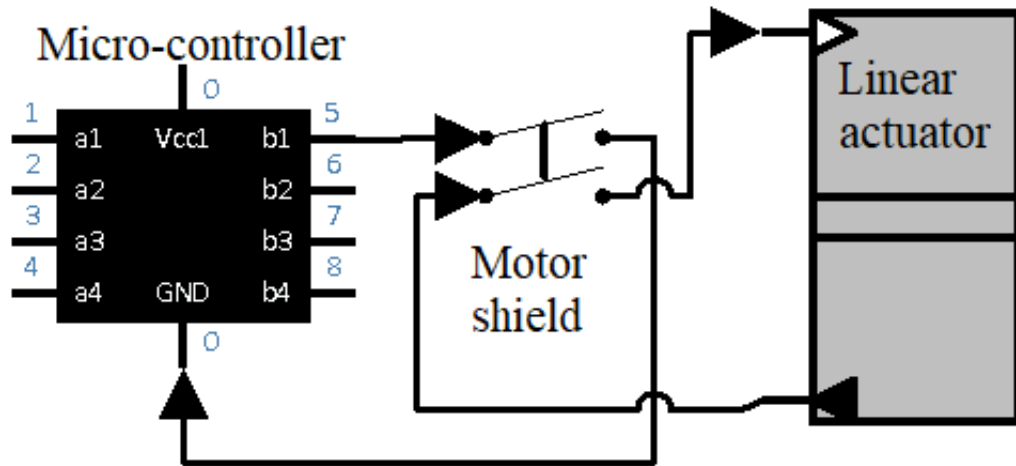 Micro-controller
0
1 a1 Vcc1 b1 5
2 a2 b2 6
3 a3 b3 7
4 a4 GND b4 8
0
Motor
shield
Linear
actuator